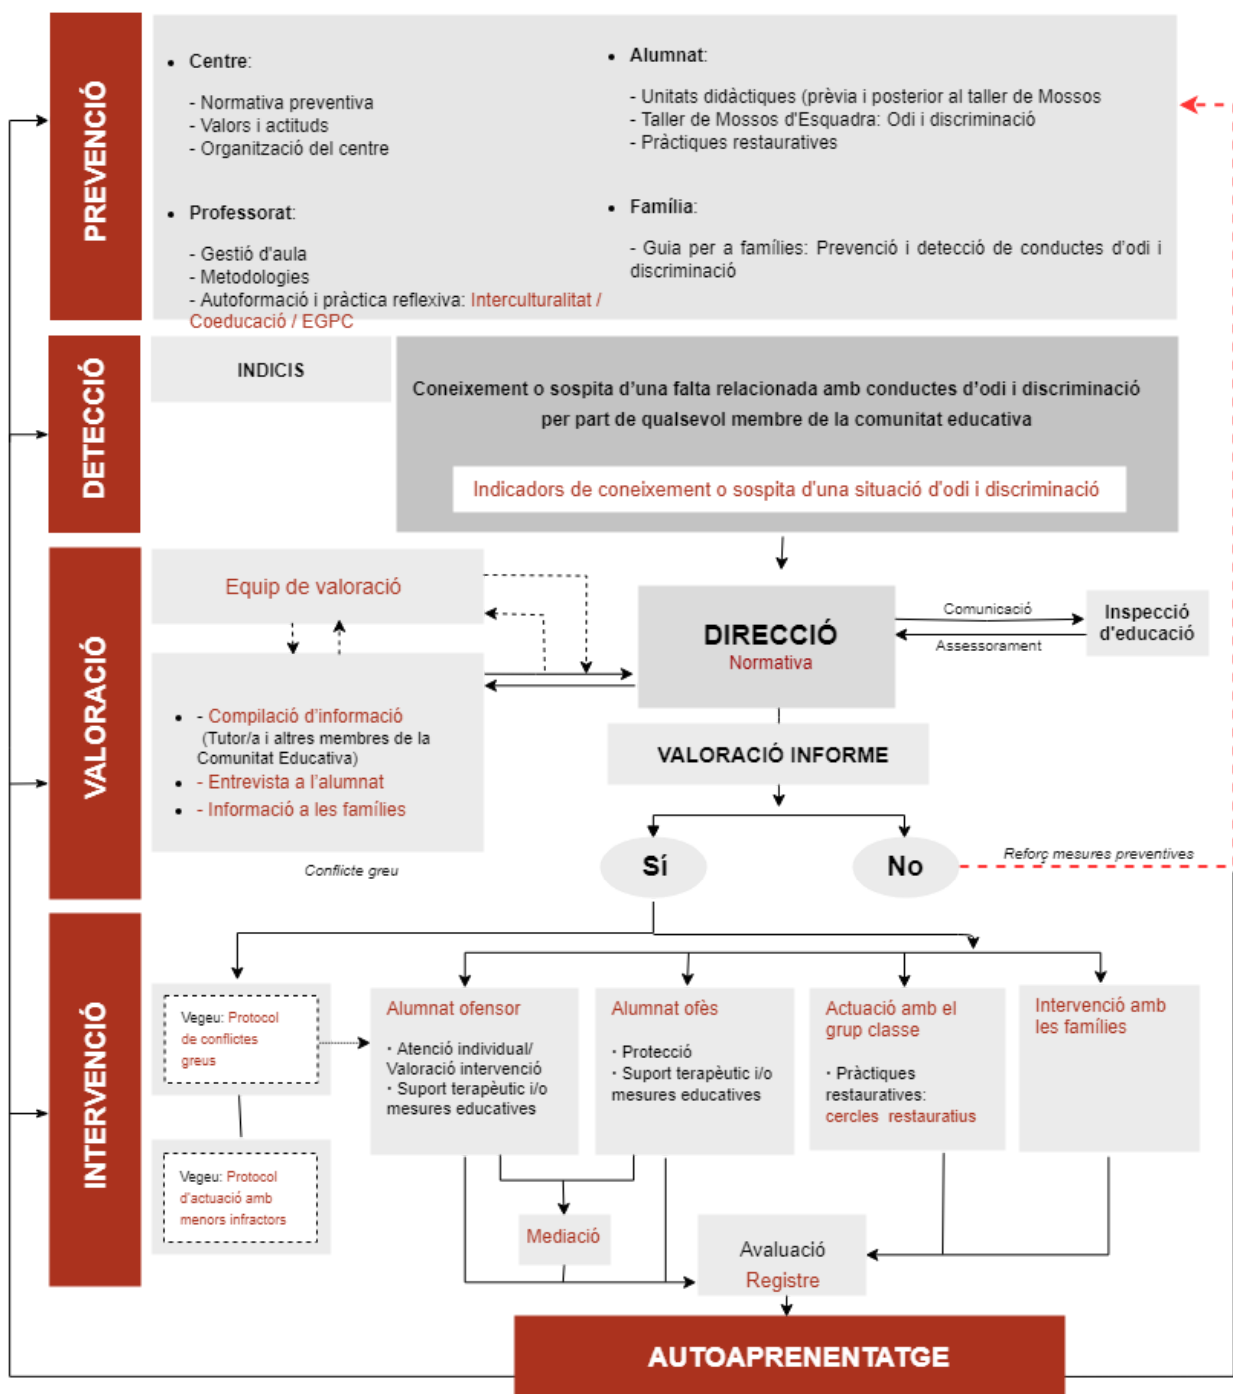 PREVENCIÓ
• Centre:
- Normativa preventiva
- Valors i actituds
- Organització del centre
• Professorat:
- Gestió d'aula
- Metodologies
- Autoformació i pràctica reflexiva: Interculturalitat /
Coeducació / EGPC
• Alumnat:
- Unitats didàctiques (prèvia i posterior al taller de Mossos
- Taller de Mossos d'Esquadra: Odi i discriminació
- Pràctiques restauratives
• Família:
- Guia per a famílies: Prevenció i detecció de conductes d'odi i
discriminació
DETECCIÓ
INDICIS
Coneixement o sospita d'una falta relacionada amb conductes d'odi i discriminació
per part de qualsevol membre de la comunitat educativa
Indicadors de coneixement o sospita d'una situació d'odi i discriminació
VALORACIÓ
Equip de valoració
• - Compilació d'informació
(Tutor/a i altres membres de la
Comunitat Educativa)
• - Entrevista a l'alumnat
• - Informació a les famílies
DIRECCIÓ
Normativa
Comunicació
Assessorament
Inspecció
d'educació
VALORACIÓ INFORME
Conflicte greu
Sí
No
Reforç mesures preventives
INTERVENCIÓ
Vegeu: Protocol
de conflictes
greus
Vegeu: Protocol
d'actuació amb
menors infractors
Alumnat ofensor
· Atenció individual/
Valoració intervenció
· Suport terapèutic i/o
mesures educatives
Alumnat ofès
· Protecció
· Suport terapèutic i/o
mesures educatives
Actuació amb el
grup classe
· Pràctiques
restauratives:
cercles restauratius
Intervenció amb
les famílies
Mediació
Avaluació
Registre
AUTOAPRENENTATGE